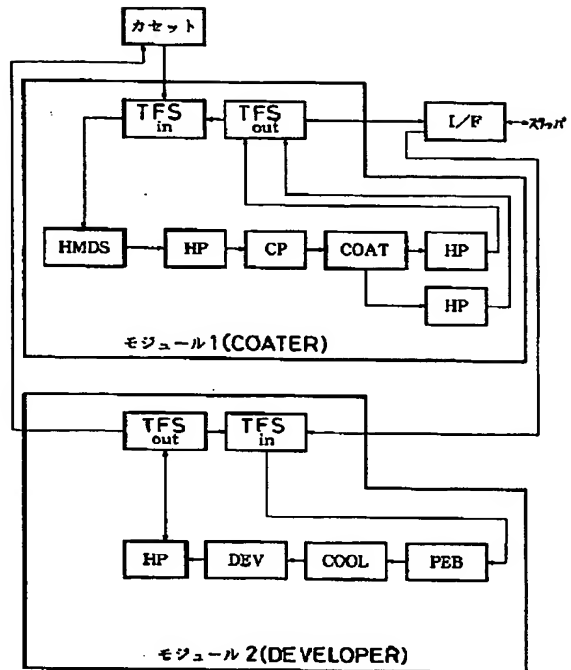 カセット
TFS
in
TFS
out
I/F
ステッパ
HMDS
HP
CP
COAT
HP
HP
モジュール1(COATER)
TFS
out
TFS
in
HP
DEV
COOL
PEB
モジュール2(DEVELOPER)